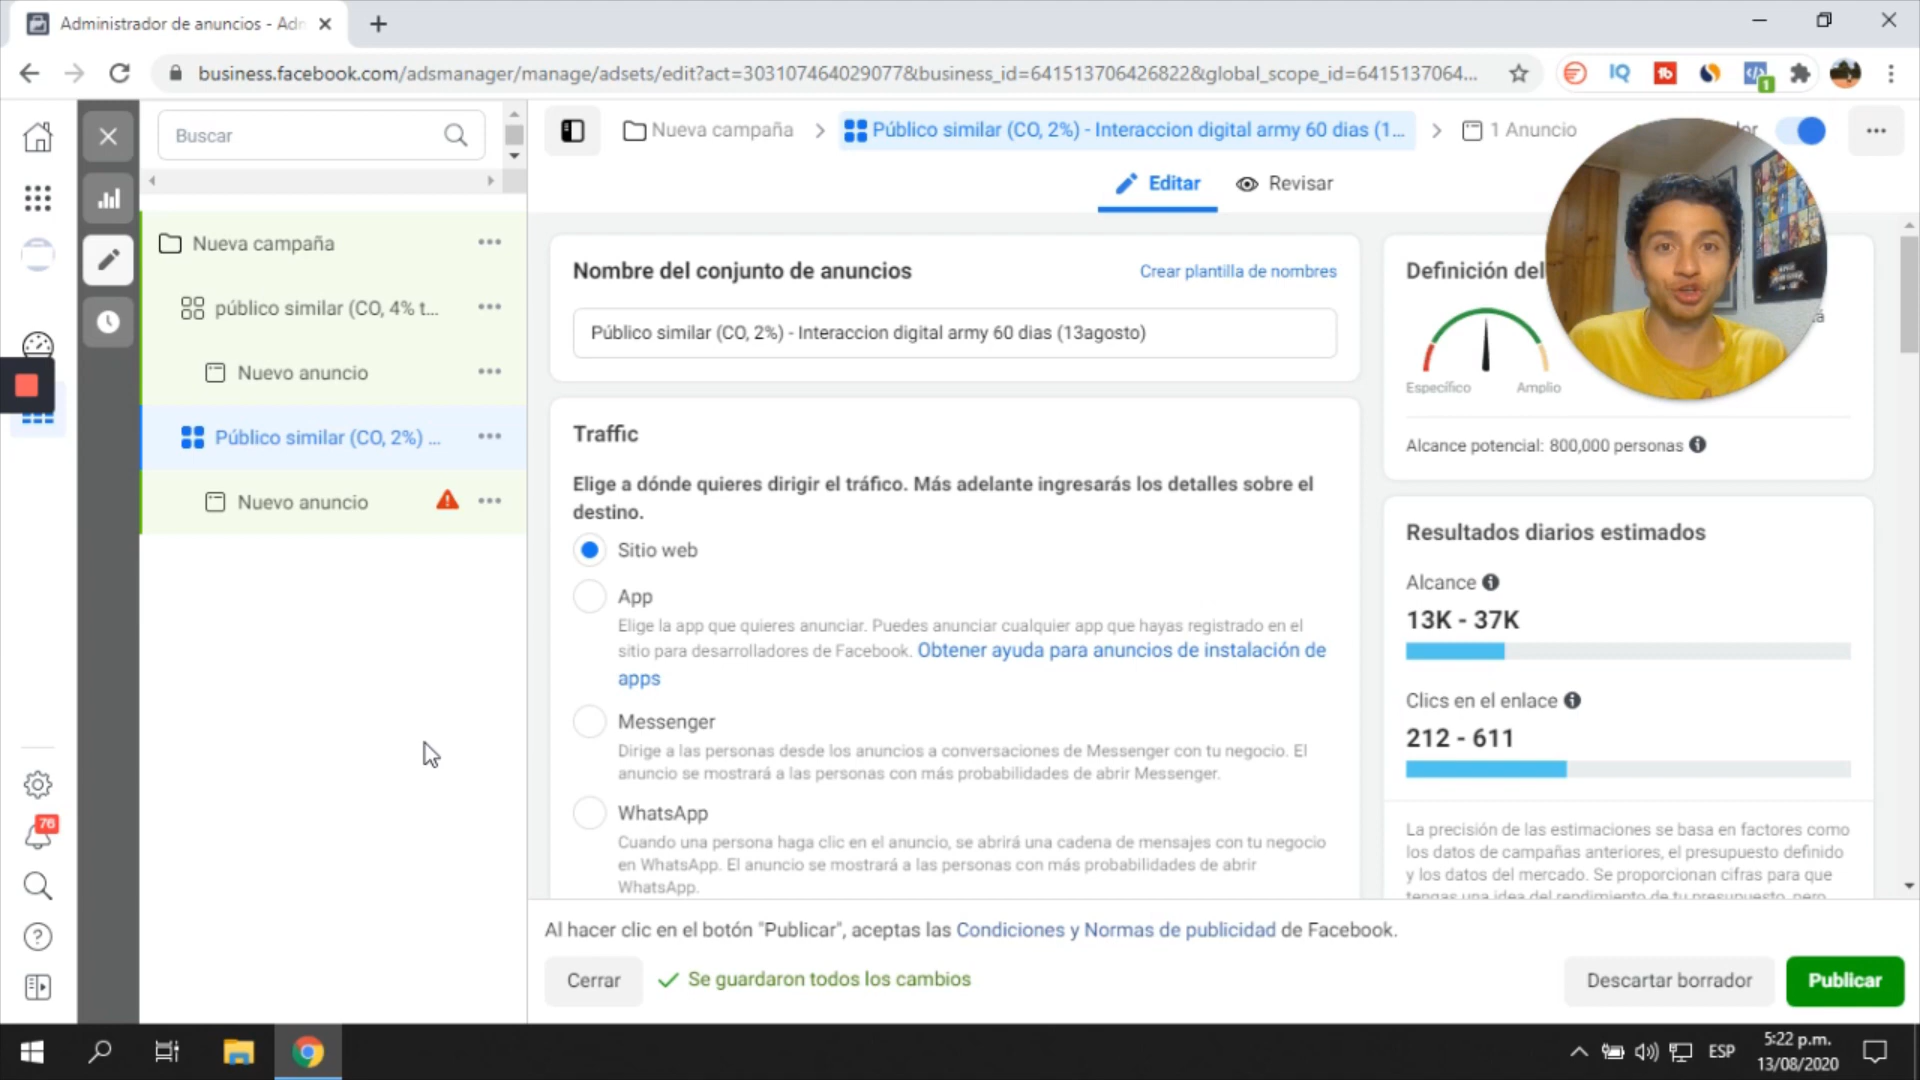 Administrador de anuncios - Adm
business.facebook.com/adsmanager/manage/adsets/edit?act=303107464029077&business_id=641513706426822&global_scope_id=6415137064...
IQ
1
Buscar
Nueva campaña
Público similar (CO, 2%) - Interaccion digital army 60 dias (1...
1 Anuncio
Editar
Revisar
Nueva campaña
público similar (CO, 4% t...
Nuevo anuncio
Público similar (CO, 2%) ...
Nuevo anuncio
Nombre del conjunto de anuncios
Crear plantilla de nombres
Público similar (CO, 2%) - Interaccion digital army 60 dias (13agosto)
Traffic
Elige a dónde quieres dirigir el tráfico. Más adelante ingresarás los detalles sobre el
destino.
Sitio web
App
Elige la app que quieres anunciar. Puedes anunciar cualquier app que hayas registrado en el
sitio para desarrolladores de Facebook. Obtener ayuda para anuncios de instalación de
apps
Messenger
Dirige a las personas desde los anuncios a conversaciones de Messenger con tu negocio. El
anuncio se mostrará a las personas con más probabilidades de abrir Messenger.
WhatsApp
Cuando una persona haga clic en el anuncio, se abrirá una cadena de mensajes con tu negocio
en WhatsApp. El anuncio se mostrará a las personas con más probabilidades de abrir
WhatsApp.
Definición del
Específico
Amplio
Alcance potencial: 800,000 personas
Resultados diarios estimados
Alcance
13K - 37K
Clics en el enlace
212 - 611
La precisión de las estimaciones se basa en factores como
los datos de campañas anteriores, el presupuesto definido
y los datos del mercado. Se proporcionan cifras para que
tengas una idea del rendimiento de tu presupuesto, pero
76
Al hacer clic en el botón "Publicar", aceptas las Condiciones y Normas de publicidad de Facebook.
Cerrar
Se guardaron todos los cambios
Descartar borrador
Publicar
ESP
5:22 p.m.
13/08/2020